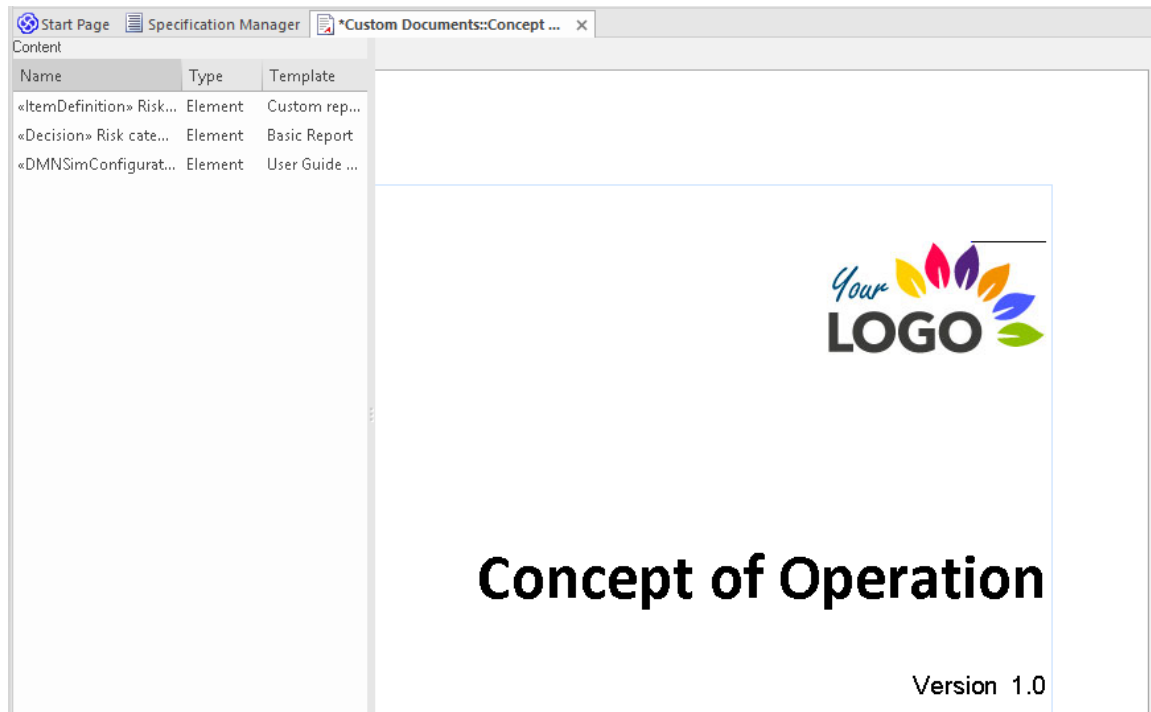 Start Page Specification Manager *Custom Documents::Concept ... ×
Content
Name Type Template
«ItemDefinition» Risk... Element Custom rep...
«Decision» Risk cate... Element Basic Report
«DMNSimConfigurat... Element User Guide ...
Your
LOGO
Concept of Operation
Version 1.0